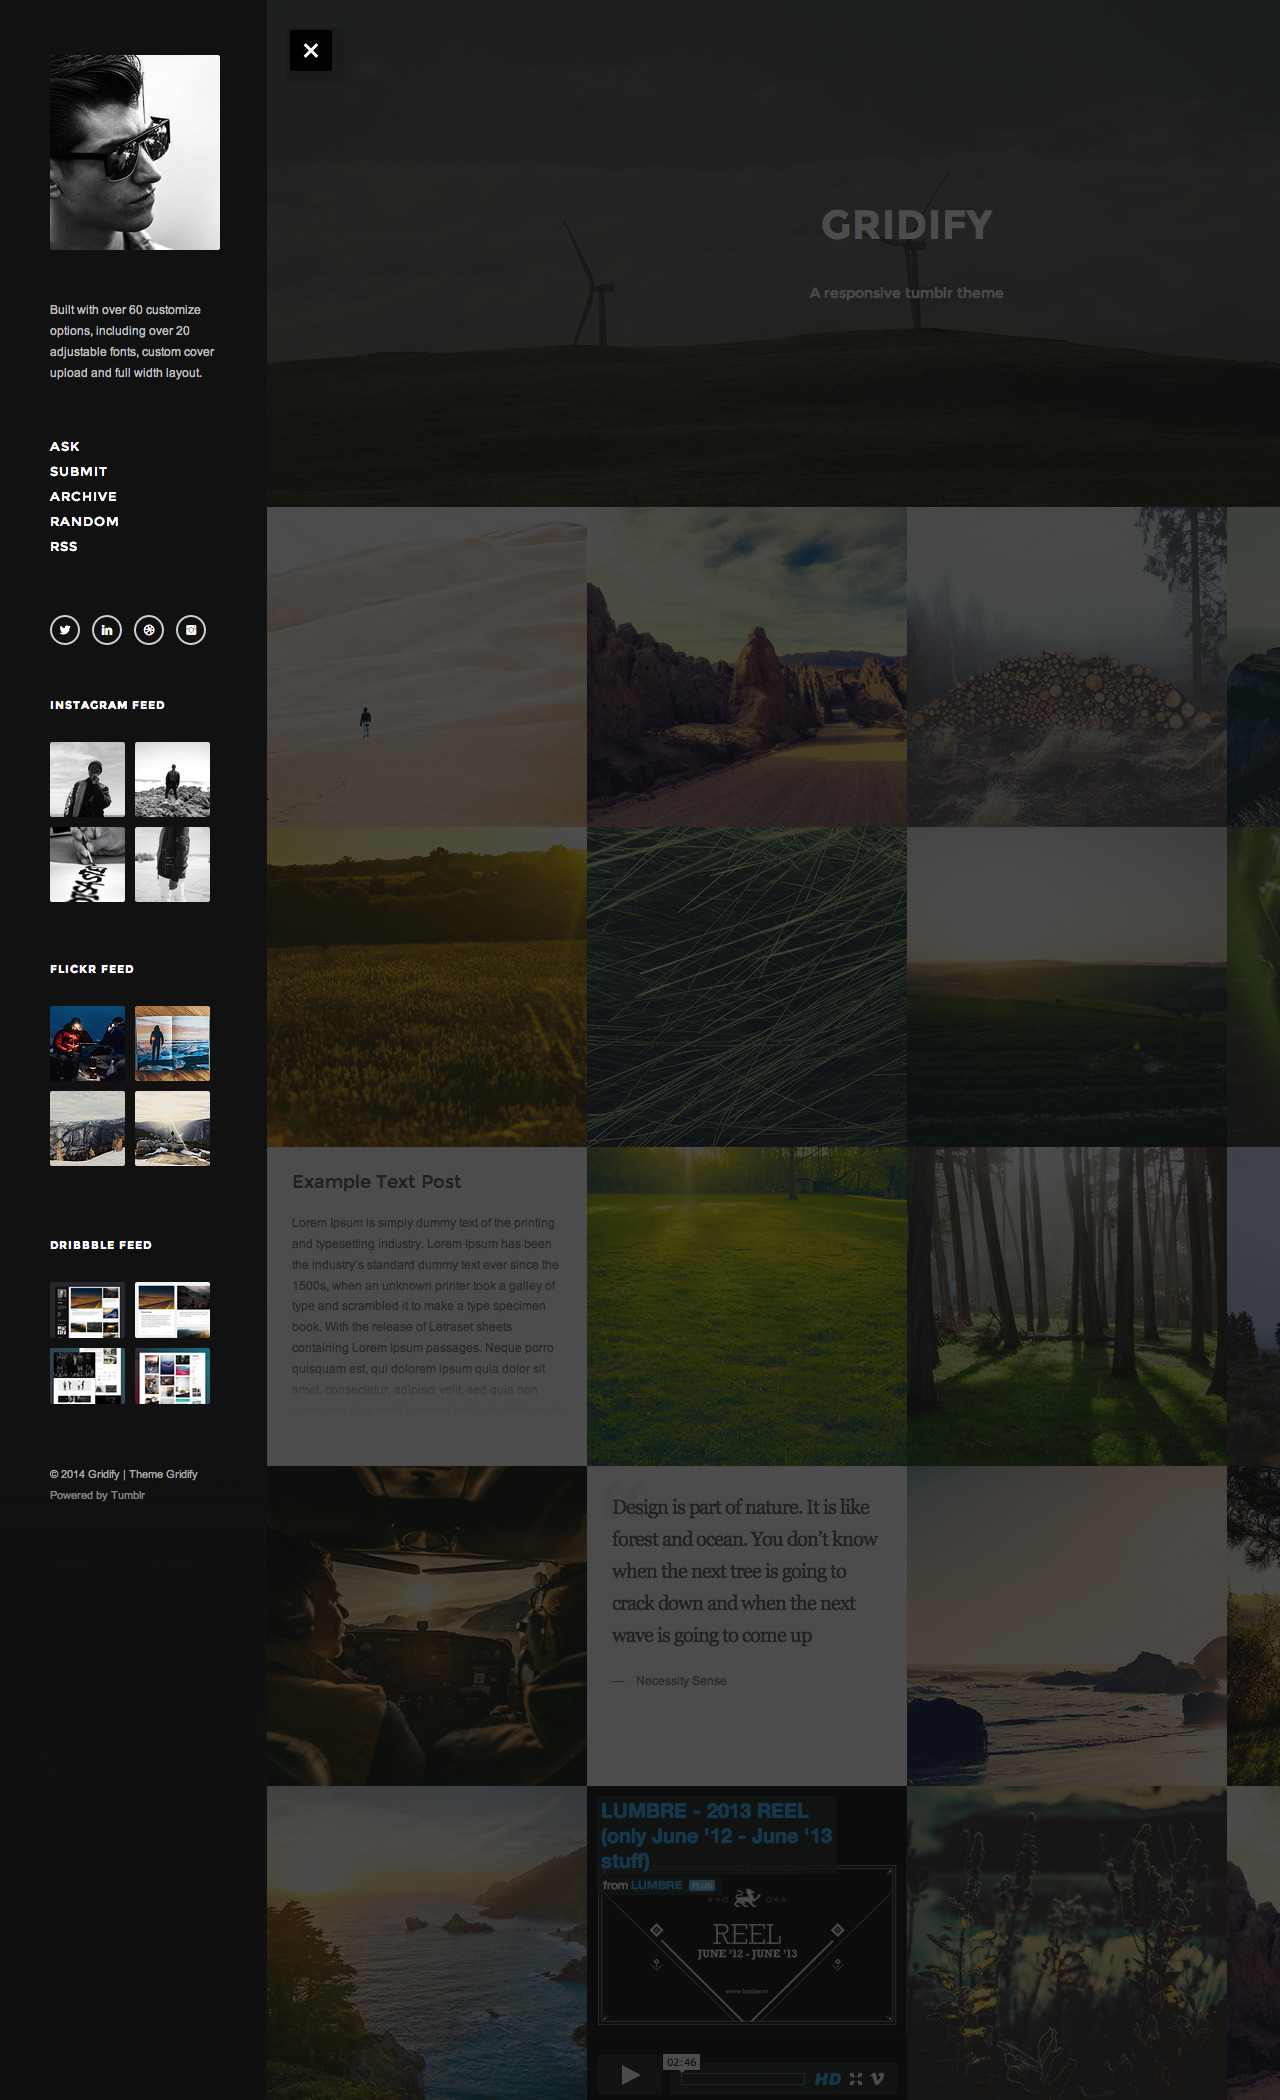 Built with over 60 customize
options, including over 20
adjustable fonts, custom cover
upload and full width layout.
ASK
SUBMIT
ARCHIVE
RANDOM
RSS
INSTAGRAM FEED
FLICKR FEED
DRIBBBLE FEED
© 2014 Gridify | Theme Gridify
Powered by Tumblr
GRIDIFY
A responsive tumblr theme
Example Text Post
Lorem Ipsum is simply dummy text of the printing
and typesetting industry. Lorem Ipsum has been
the industry's standard dummy text ever since the
1500s, when an unknown printer took a galley of
type and scrambled it to make a type specimen
book. With the release of Letraset sheets
containing Lorem Ipsum passages. Neque porro
quisquam est, qui dolorem ipsum quia dolor sit
amet, consectetur, adipisci velit, sed quia non
Design is part of nature. It is like
forest and ocean. You don't know
when the next tree is going to
crack down and when the next
wave is going to come up
— Necessity Sense
LUMBRE - 2013 REEL
(only June '12 - June '13
stuff)
from LUMBRE PLUS
REEL
JUNE '12 - JUNE '13
www.lumbre.tv
02:46
HD